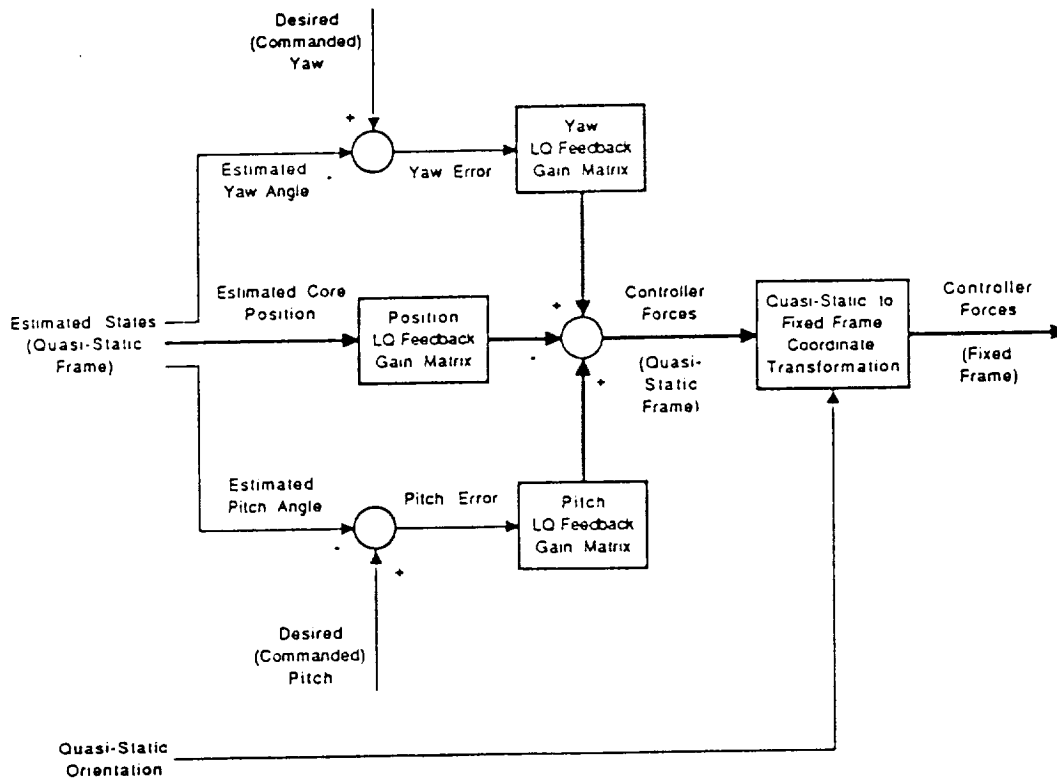 Desired
(Commanded)
Yaw
+
Yaw
LQ Feedback
Gain Matrix
Estimated
Yaw Angle
-
Yaw Error
Estimated Core
Position
+
Controller
Forces
Quasi-Static to
Fixed Frame
Coordinate
Transformation
Controller
Forces
Estimated States
(Quasi-Static
Frame)
Position
LQ Feedback
Gain Matrix
-
+
(Quasi-
Static
Frame)
(Fixed
Frame)
Estimated
Pitch Angle
Pitch Error
Pitch
LQ Feedback
Gain Matrix
-
+
Desired
(Commanded)
Pitch
Quasi-Static
Orientation